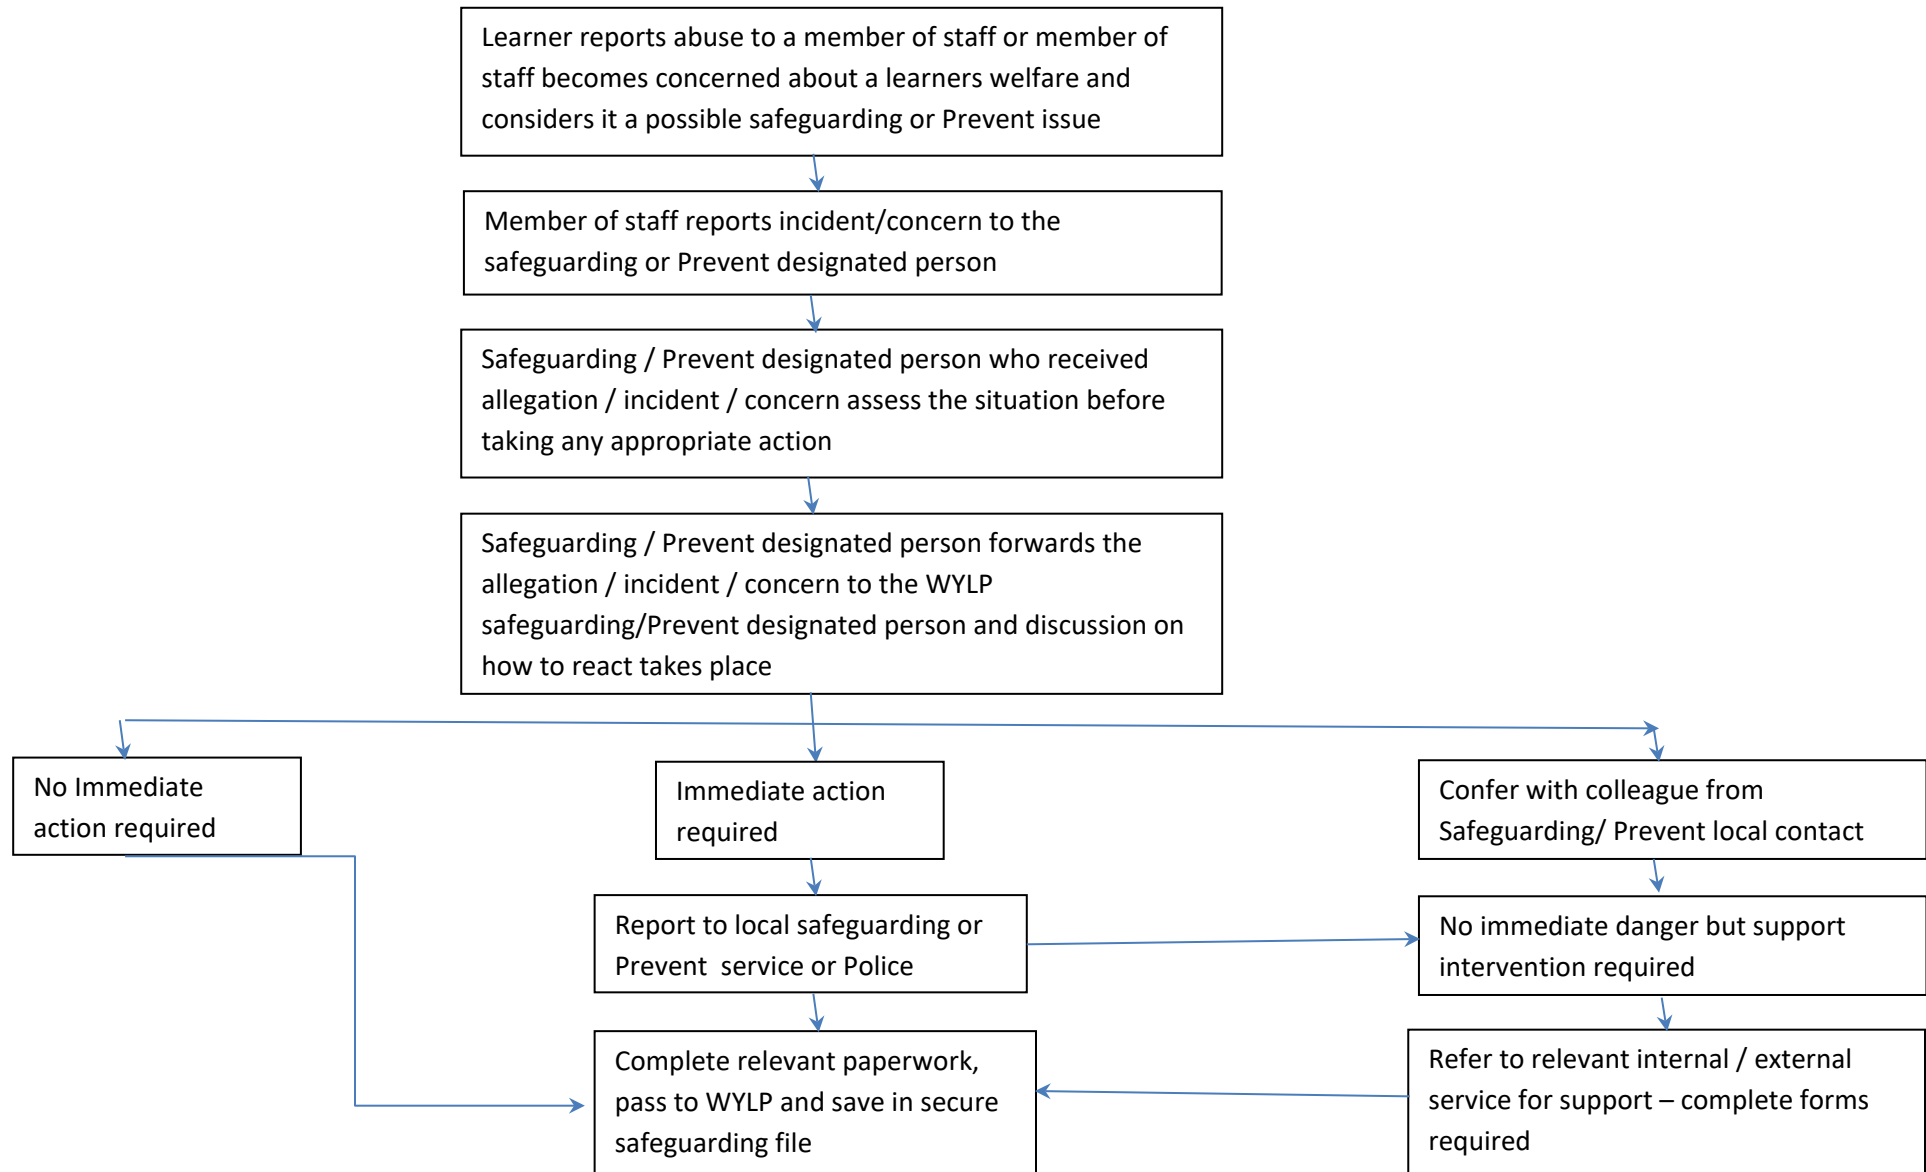 Learner reports abuse to a member of staff or member of
staff becomes concerned about a learners welfare and
considers it a possible safeguarding or Prevent issue
Member of staff reports incident/concern to the
safeguarding or Prevent designated person
Safeguarding / Prevent designated person who received
allegation / incident / concern assess the situation before
taking any appropriate action
Safeguarding / Prevent designated person forwards the
allegation / incident / concern to the WYLP
safeguarding/Prevent designated person and discussion on
how to react takes place
No Immediate
action required
Immediate action
required
Confer with colleague from
Safeguarding/ Prevent local contact
Report to local safeguarding or
Prevent  service or Police
No immediate danger but support
intervention required
Complete relevant paperwork,
pass to WYLP and save in secure
safeguarding file
Refer to relevant internal / external
service for support – complete forms
required